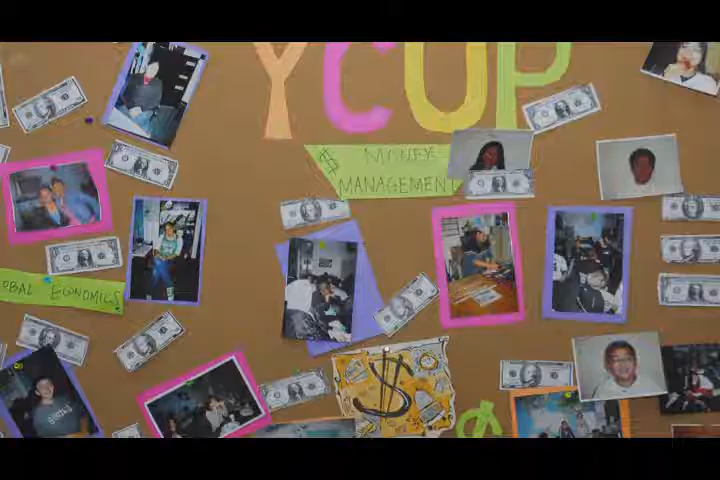 YCUP
$ MONEY
MANAGEMENT
OBAL ECONOMICS
$